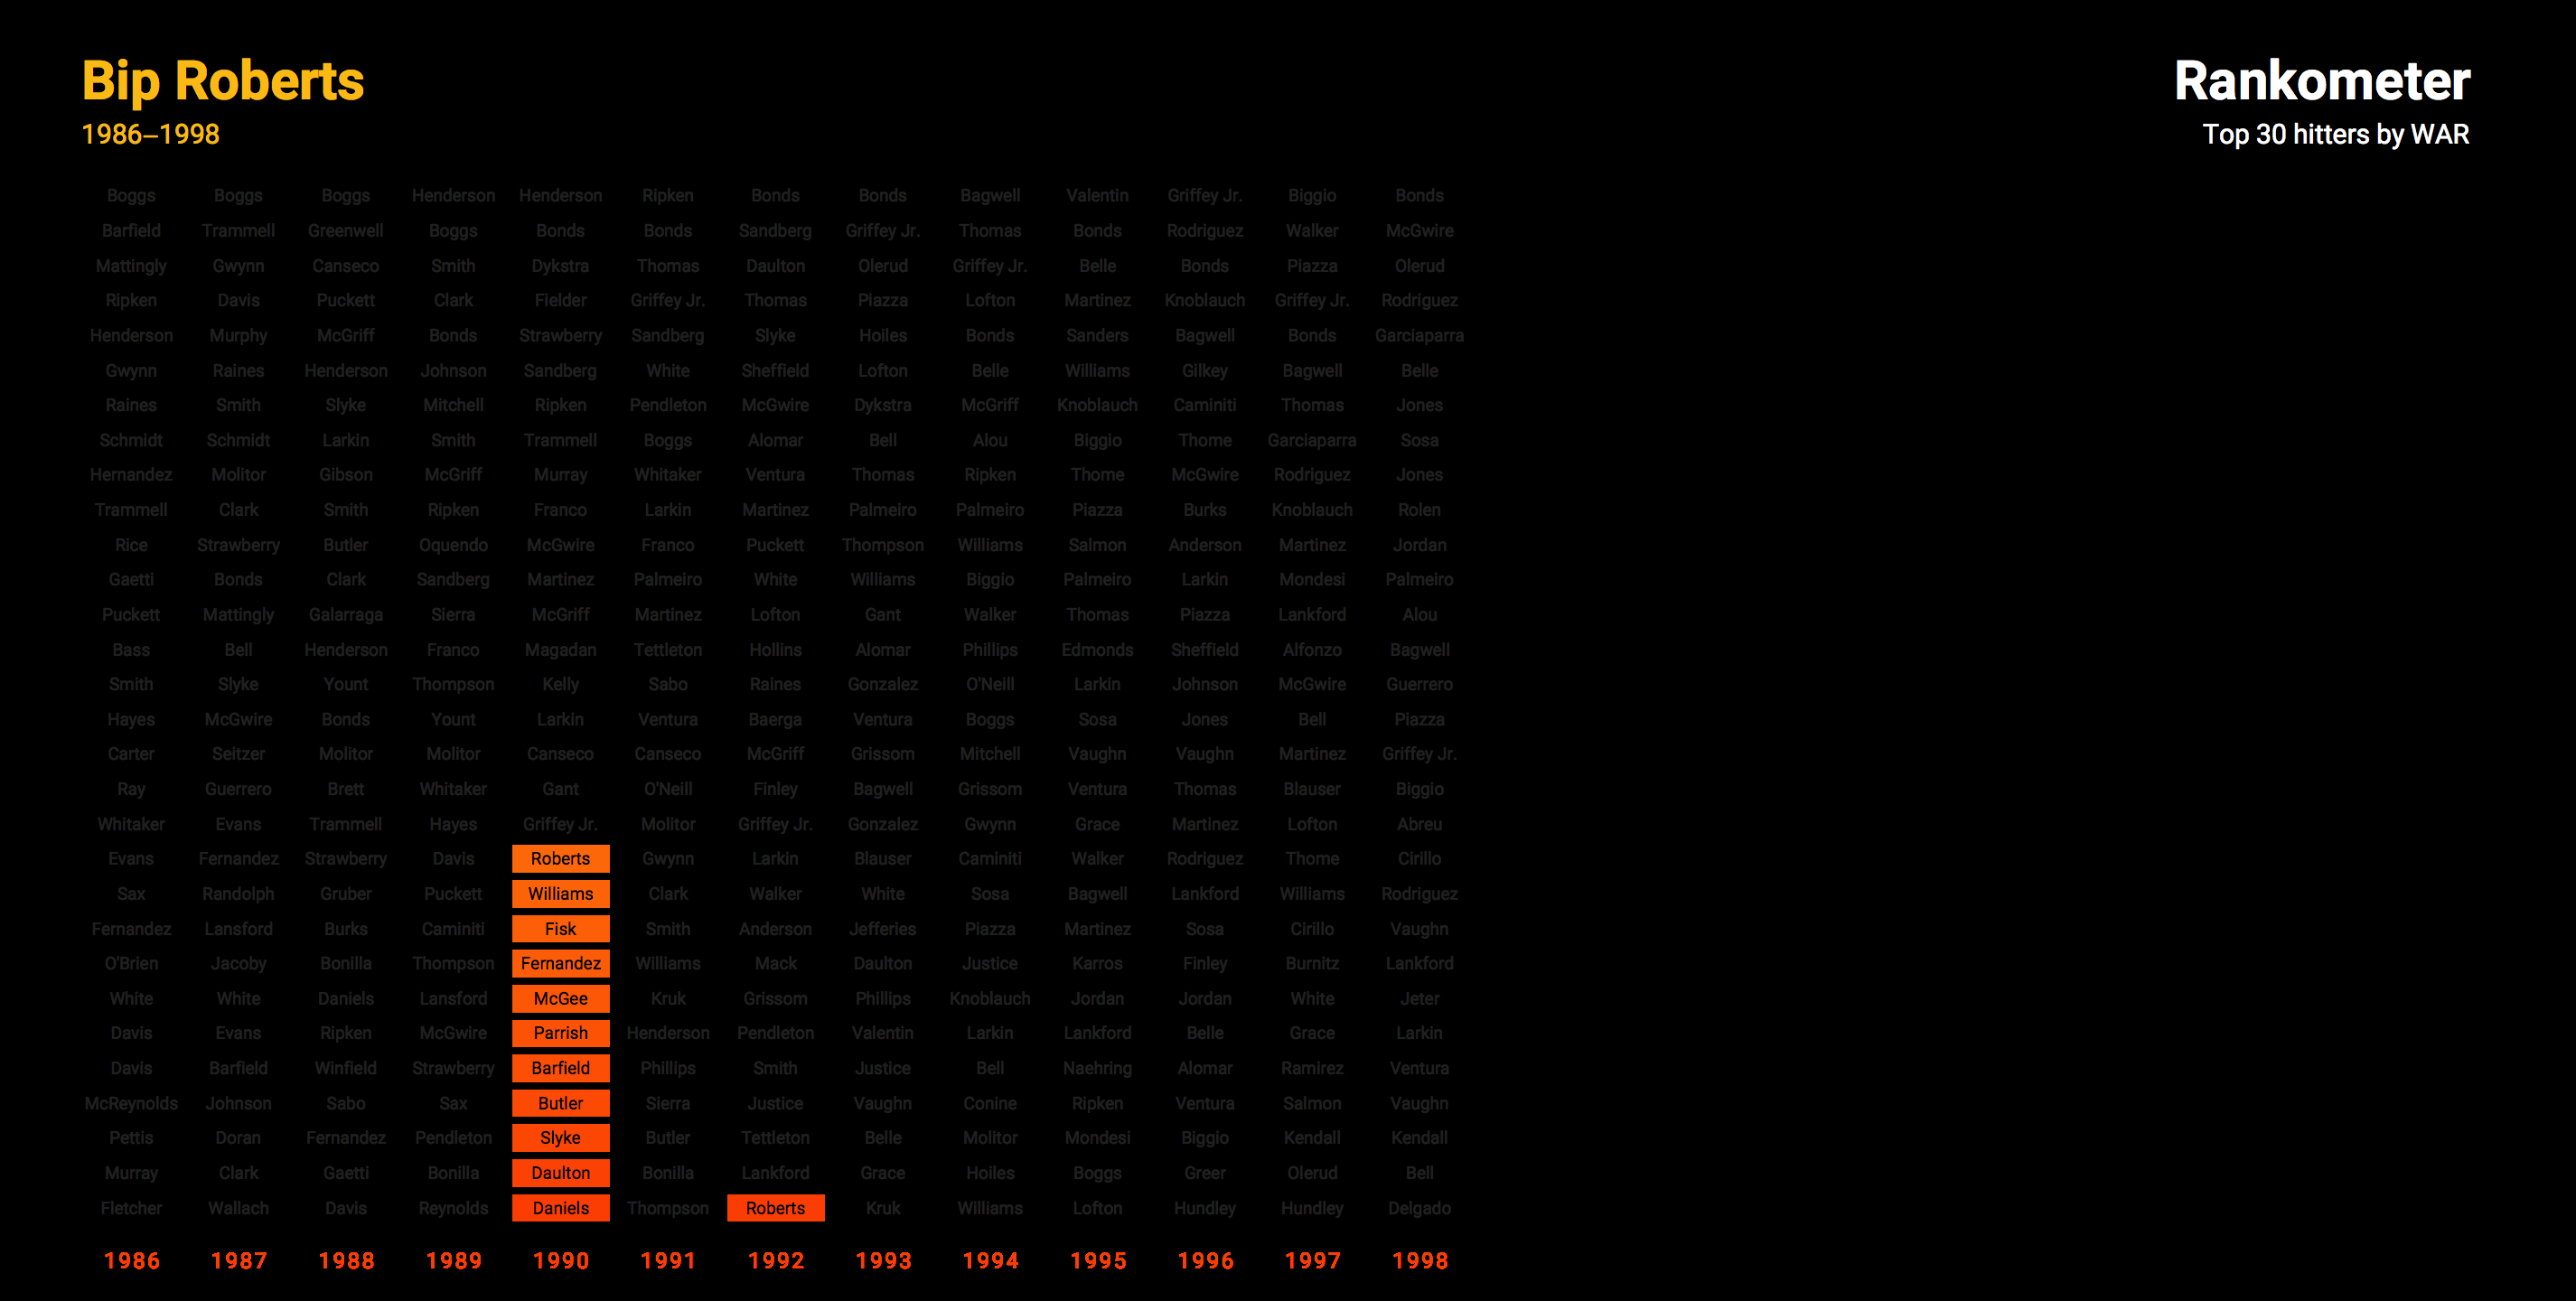 Bip Roberts
1986–1998
Rankometer
Top 30 hitters by WAR
Boggs Boggs Boggs Henderson Henderson Ripken Bonds Bonds Bagwell Valentin Griffey Jr. Biggio Bonds
Barfield Trammell Greenwell Boggs Bonds Bonds Sandberg Griffey Jr. Thomas Bonds Rodriguez Walker McGwire
Mattingly Gwynn Canseco Smith Dykstra Thomas Daulton Olerud Griffey Jr. Belle Bonds Piazza Olerud
Ripken Davis Puckett Clark Fielder Griffey Jr. Thomas Piazza Lofton Martinez Knoblauch Griffey Jr. Rodriguez
Henderson Murphy McGriff Bonds Strawberry Sandberg Slyke Hoiles Bonds Sanders Bagwell Bonds Garciaparra
Gwynn Raines Henderson Johnson Sandberg White Sheffield Lofton Belle Williams Gilkey Bagwell Belle
Raines Smith Slyke Mitchell Ripken Pendleton McGwire Dykstra McGriff Knoblauch Caminiti Thomas Jones
Schmidt Schmidt Larkin Smith Trammell Boggs Alomar Bell Alou Biggio Thome Garciaparra Sosa
Hernandez Molitor Gibson McGriff Murray Whitaker Ventura Thomas Ripken Thome McGwire Rodriguez Jones
Trammell Clark Smith Ripken Franco Larkin Martinez Palmeiro Palmeiro Piazza Burks Knoblauch Rolen
Rice Strawberry Butler Oquendo McGwire Franco Puckett Thompson Williams Salmon Anderson Martinez Jordan
Gaetti Bonds Clark Sandberg Martinez Palmeiro White Williams Biggio Palmeiro Larkin Mondesi Palmeiro
Puckett Mattingly Galarraga Sierra McGriff Martinez Lofton Gant Walker Thomas Piazza Lankford Alou
Bass Bell Henderson Franco Magadan Tettleton Hollins Alomar Phillips Edmonds Sheffield Alfonzo Bagwell
Smith Slyke Yount Thompson Kelly Sabo Raines Gonzalez O'Neill Larkin Johnson McGwire Guerrero
Hayes McGwire Bonds Yount Larkin Ventura Baerga Ventura Boggs Sosa Jones Bell Piazza
Carter Seitzer Molitor Molitor Canseco Canseco McGriff Grissom Mitchell Vaughn Vaughn Martinez Griffey Jr.
Ray Guerrero Brett Whitaker Gant O'Neill Finley Bagwell Grissom Ventura Thomas Blauser Biggio
Whitaker Evans Trammell Hayes Griffey Jr. Molitor Griffey Jr. Gonzalez Gwynn Grace Martinez Lofton Abreu
Evans Fernandez Strawberry Davis Roberts Gwynn Larkin Blauser Caminiti Walker Rodriguez Thome Cirillo
Sax Randolph Gruber Puckett Williams Clark Walker White Sosa Bagwell Lankford Williams Rodriguez
Fernandez Lansford Burks Caminiti Fisk Smith Anderson Jefferies Piazza Martinez Sosa Cirillo Vaughn
O'Brien Jacoby Bonilla Thompson Fernandez Williams Mack Daulton Justice Karros Finley Burnitz Lankford
White White Daniels Lansford McGee Kruk Grissom Phillips Knoblauch Jordan Jordan White Jeter
Davis Evans Ripken McGwire Parrish Henderson Pendleton Valentin Larkin Lankford Belle Grace Larkin
Davis Barfield Winfield Strawberry Barfield Phillips Smith Justice Bell Naehring Alomar Ramirez Ventura
McReynolds Johnson Sabo Sax Butler Sierra Justice Vaughn Conine Ripken Ventura Salmon Vaughn
Pettis Doran Fernandez Pendleton Slyke Butler Tettleton Belle Molitor Mondesi Biggio Kendall Kendall
Murray Clark Gaetti Bonilla Daulton Bonilla Lankford Grace Hoiles Boggs Greer Olerud Bell
Fletcher Wallach Davis Reynolds Daniels Thompson Roberts Kruk Williams Lofton Hundley Hundley Delgado
1986 1987 1988 1989 1990 1991 1992 1993 1994 1995 1996 1997 1998